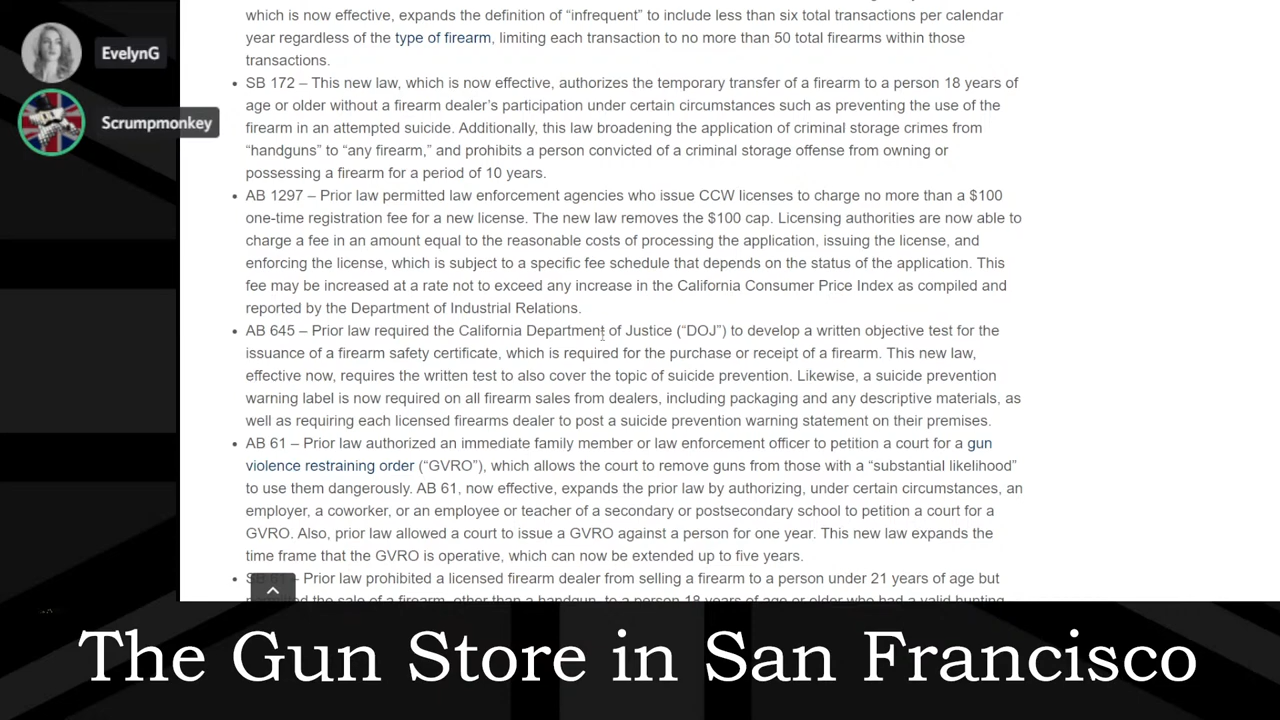 EvelynG
Scrumpmonkey
which is now effective, expands the definition of “infrequent” to include less than six total transactions per calendar
year regardless of the type of firearm, limiting each transaction to no more than 50 total firearms within those
transactions.
• SB 172 – This new law, which is now effective, authorizes the temporary transfer of a firearm to a person 18 years of
age or older without a firearm dealer’s participation under certain circumstances such as preventing the use of the
firearm in an attempted suicide. Additionally, this law broadening the application of criminal storage crimes from
“handguns” to “any firearm,” and prohibits a person convicted of a criminal storage offense from owning or
possessing a firearm for a period of 10 years.
• AB 1297 – Prior law permitted law enforcement agencies who issue CCW licenses to charge no more than a $100
one-time registration fee for a new license. The new law removes the $100 cap. Licensing authorities are now able to
charge a fee in an amount equal to the reasonable costs of processing the application, issuing the license, and
enforcing the license, which is subject to a specific fee schedule that depends on the status of the application. This
fee may be increased at a rate not to exceed any increase in the California Consumer Price Index as compiled and
reported by the Department of Industrial Relations.
• AB 645 – Prior law required the California Department of Justice (“DOJ”) to develop a written objective test for the
issuance of a firearm safety certificate, which is required for the purchase or receipt of a firearm. This new law,
effective now, requires the written test to also cover the topic of suicide prevention. Likewise, a suicide prevention
warning label is now required on all firearm sales from dealers, including packaging and any descriptive materials, as
well as requiring each licensed firearms dealer to post a suicide prevention warning statement on their premises.
• AB 61 – Prior law authorized an immediate family member or law enforcement officer to petition a court for a gun
violence restraining order (“GVRO”), which allows the court to remove guns from those with a “substantial likelihood”
to use them dangerously. AB 61, now effective, expands the prior law by authorizing, under certain circumstances, an
employer, a coworker, or an employee or teacher of a secondary or postsecondary school to petition a court for a
GVRO. Also, prior law allowed a court to issue a GVRO against a person for one year. This new law expands the
time frame that the GVRO is operative, which can now be extended up to five years.
• SB 61 – Prior law prohibited a licensed firearm dealer from selling a firearm to a person under 21 years of age but
the sale of a firearm, other than a handgun, to a person 18 years of age or older who had a valid hunting
The Gun Store in San Francisco